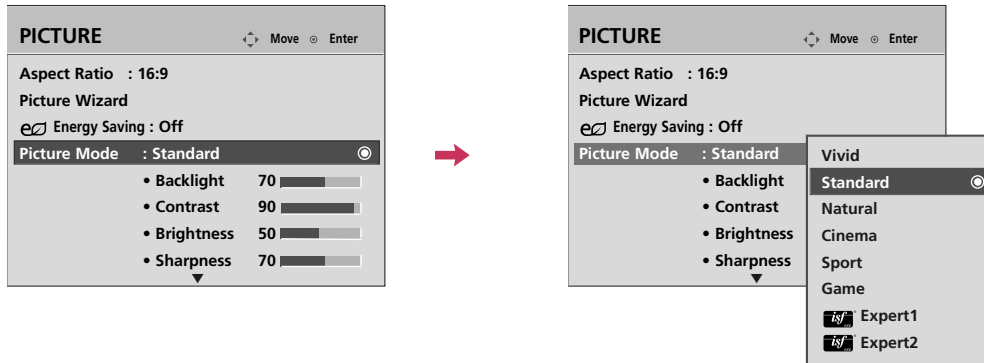 PICTURE Move Enter
Aspect Ratio : 16:9
Picture Wizard
Energy Saving : Off
Picture Mode : Standard
• Backlight 70
• Contrast 90
• Brightness 50
• Sharpness 70
PICTURE Move Enter
Aspect Ratio : 16:9
Picture Wizard
Energy Saving : Off
Picture Mode : Standard
• Backlight
• Contrast
• Brightness
• Sharpness
Vivid
Standard
Natural
Cinema
Sport
Game
isf Expert1
isf Expert2